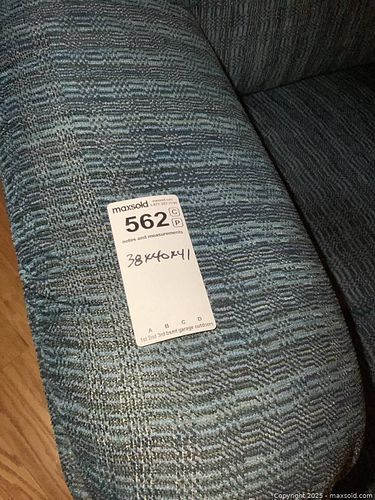 maxsold
562 C
P
notes and measurements
38x40x41
A B C D
1st 2nd 3rd bsmt garage outdoors
Copyright © 2025 - maxsold.com